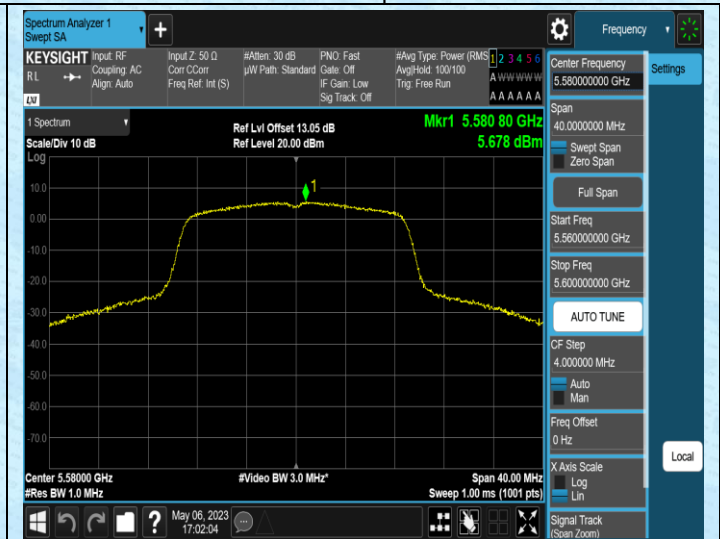 Spectrum Analyzer 1
Swept SA
+
Frequency
KEYSIGHT
R L
LXI
Input: RF
Coupling: AC
Align: Auto
Input Z: 50 Ω
Corr CCorr
Freq Ref: Int (S)
#Atten: 30 dB
µW Path: Standard
PNO: Fast
Gate: Off
IF Gain: Low
Sig Track: Off
#Avg Type: Power (RMS
Avg|Hold: 100/100
Trig: Free Run
1 2 3 4 5 6
A W W W W W
A A A A A A
1 Spectrum
Scale/Div 10 dB
Log
Ref Lvl Offset 13.05 dB
Ref Level 20.00 dBm
Mkr1 5.580 80 GHz
5.678 dBm
10.0
0.00
-10.0
-20.0
-30.0
-40.0
-50.0
-60.0
-70.0
1
Center 5.58000 GHz
#Res BW 1.0 MHz
#Video BW 3.0 MHz*
Span 40.00 MHz
Sweep 1.00 ms (1001 pts)
?
May 06, 2023
17:02:04
Center Frequency
5.580000000 GHz
Span
40.0000000 MHz
Swept Span
Zero Span
Full Span
Start Freq
5.560000000 GHz
Stop Freq
5.600000000 GHz
AUTO TUNE
CF Step
4.000000 MHz
Auto
Man
Freq Offset
0 Hz
X Axis Scale
Log
Lin
Signal Track
(Span Zoom)
Settings
Local